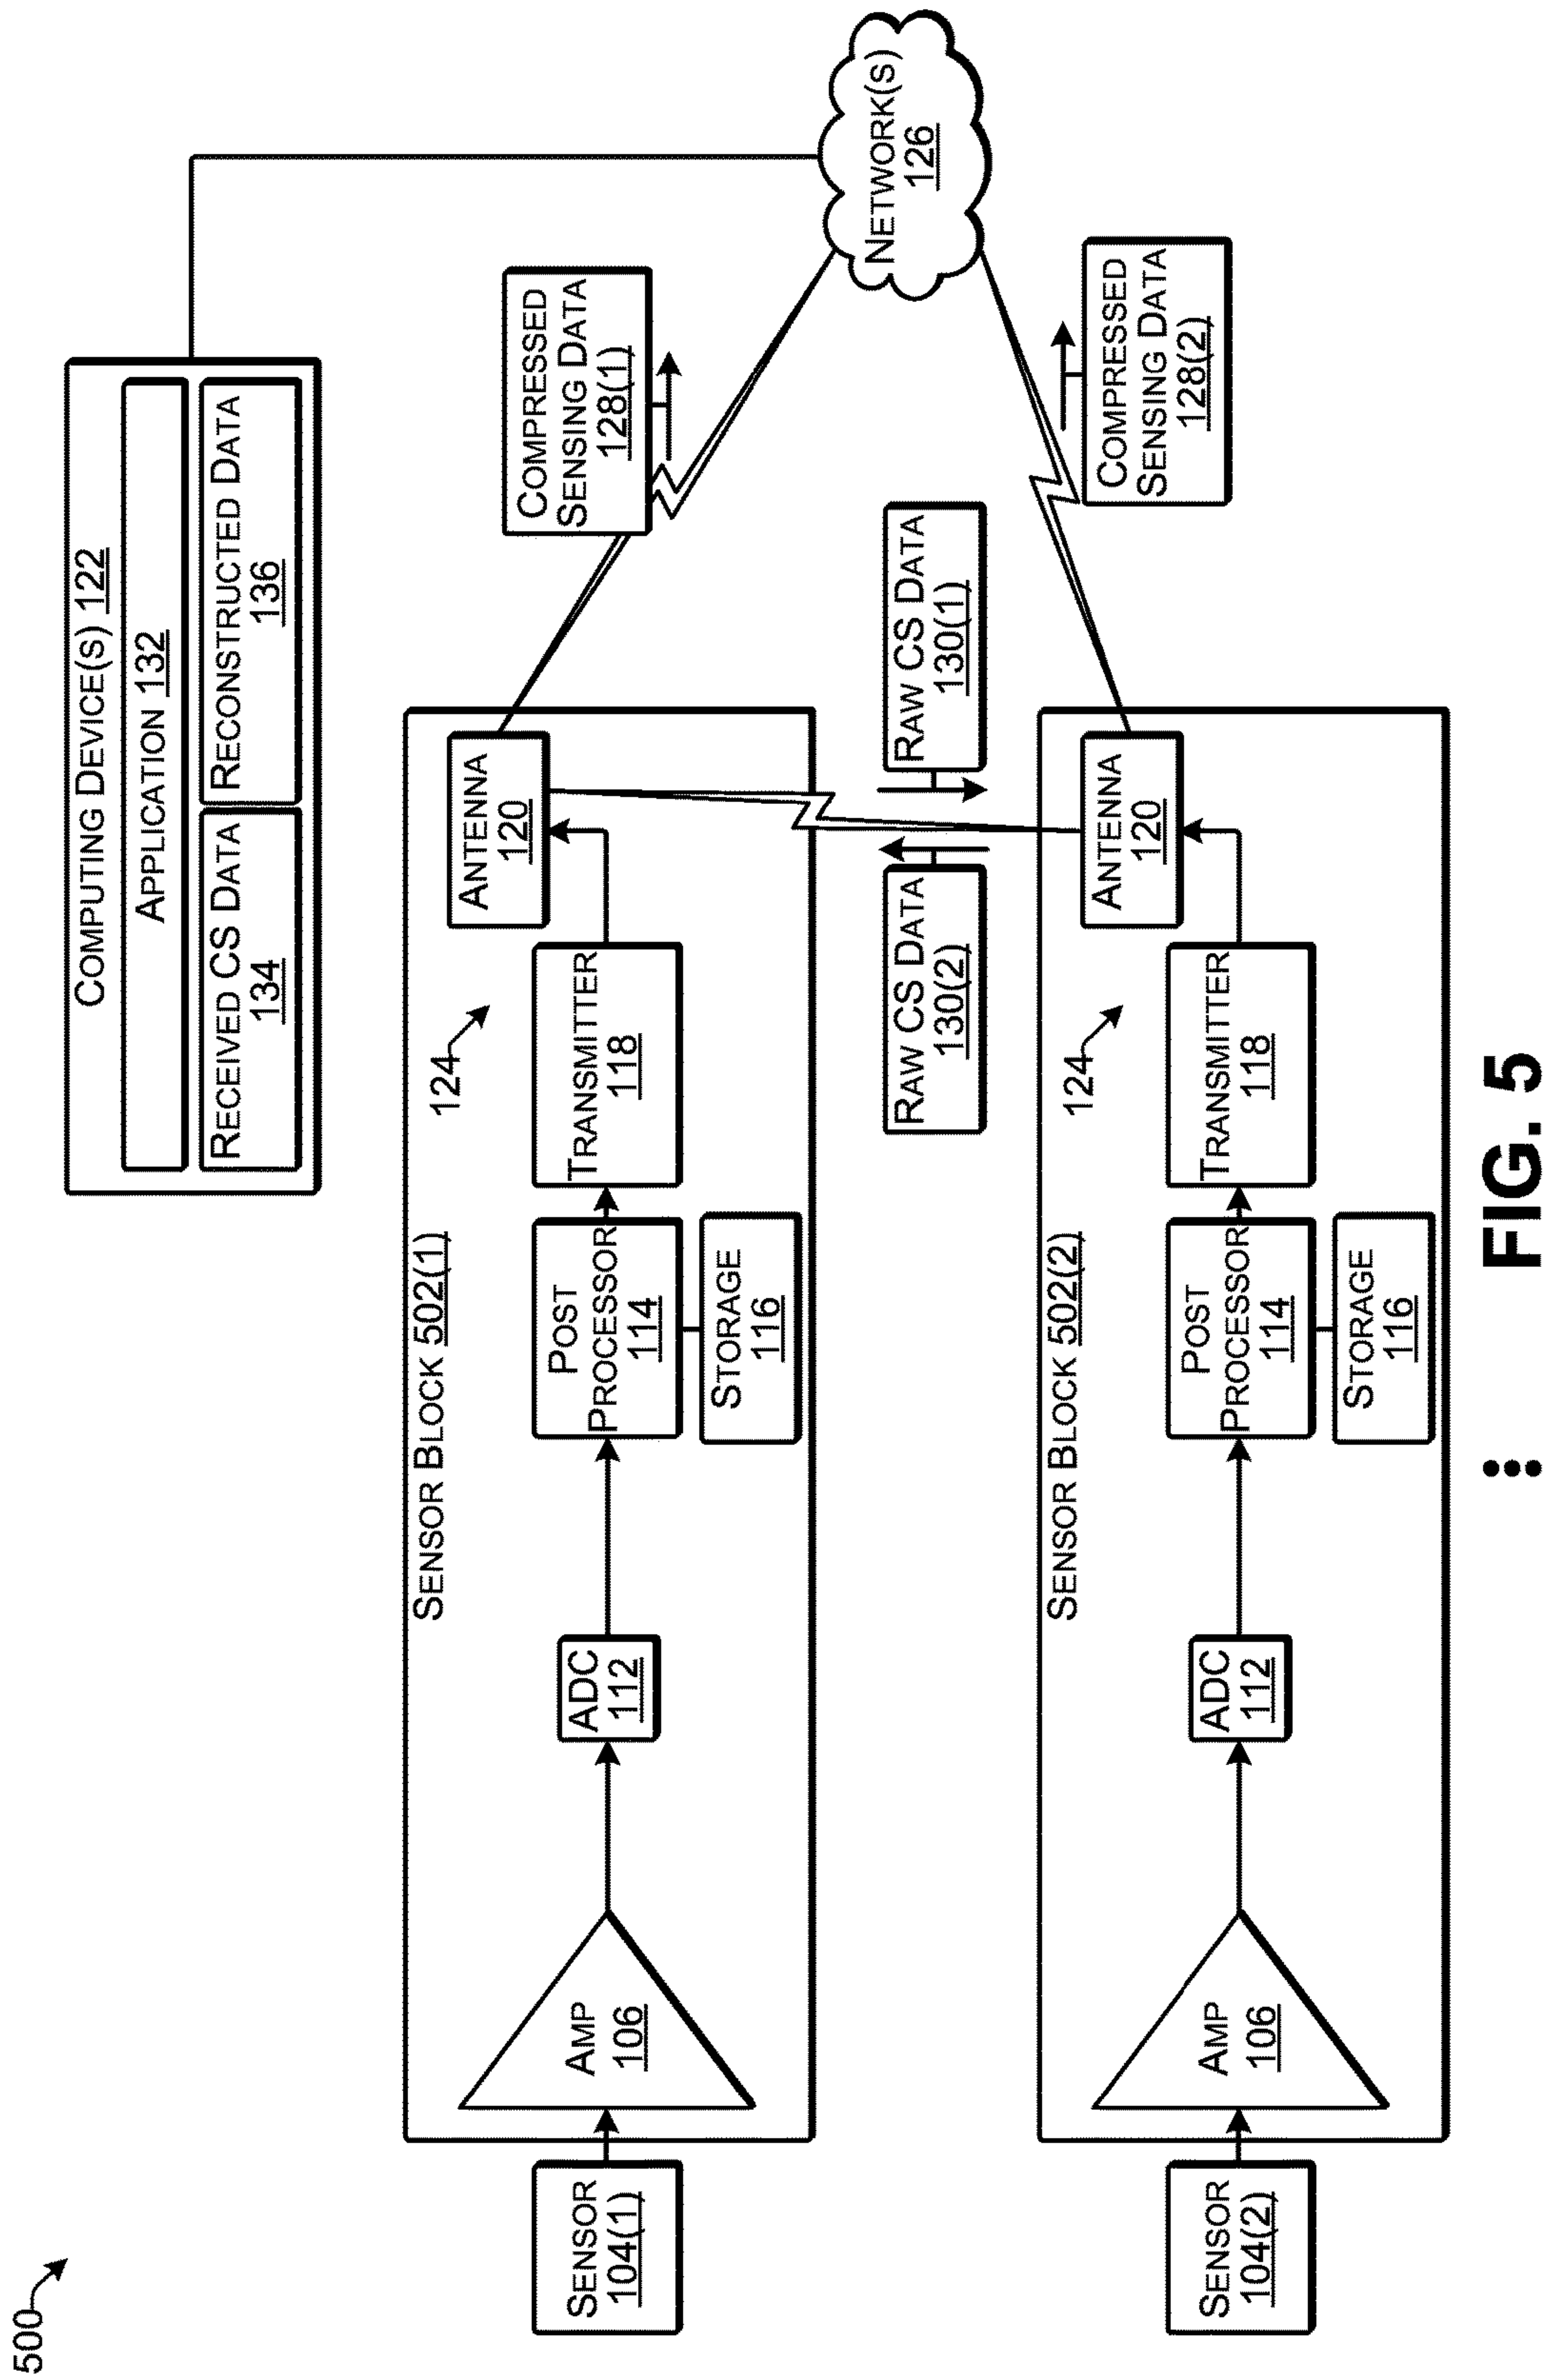 500
COMPUTING DEVICE(S) 122
APPLICATION 132
RECEIVED CS DATA
134
RECONSTRUCTED DATA
136
SENSOR BLOCK 502(1)
124
SENSOR
104(1)
AMP
106
ADC
112
POST
PROCESSOR
114
STORAGE
116
TRANSMITTER
118
ANTENNA
120
COMPRESSED
SENSING DATA
128(1)
NETWORK(S)
126
RAW CS DATA
130(2)
RAW CS DATA
130(1)
COMPRESSED
SENSING DATA
128(2)
SENSOR BLOCK 502(2)
124
SENSOR
104(2)
AMP
106
ADC
112
POST
PROCESSOR
114
STORAGE
116
TRANSMITTER
118
ANTENNA
120
FIG. 5